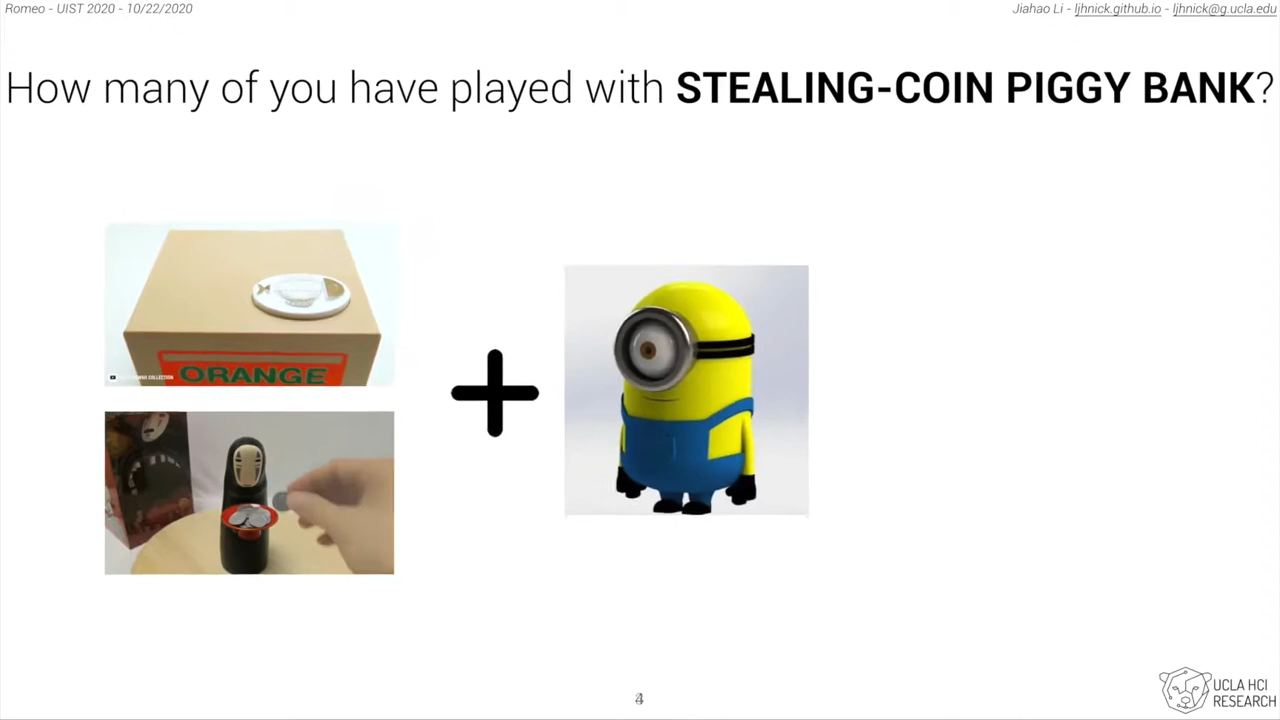 Romeo - UIST 2020 - 10/22/2020
Jiahao Li - ljhnick.github.io - ljhnick@g.ucla.edu
How many of you have played with STEALING-COIN PIGGY BANK?
COLLECTION
ORANGE
UCLA HCI
RESEARCH